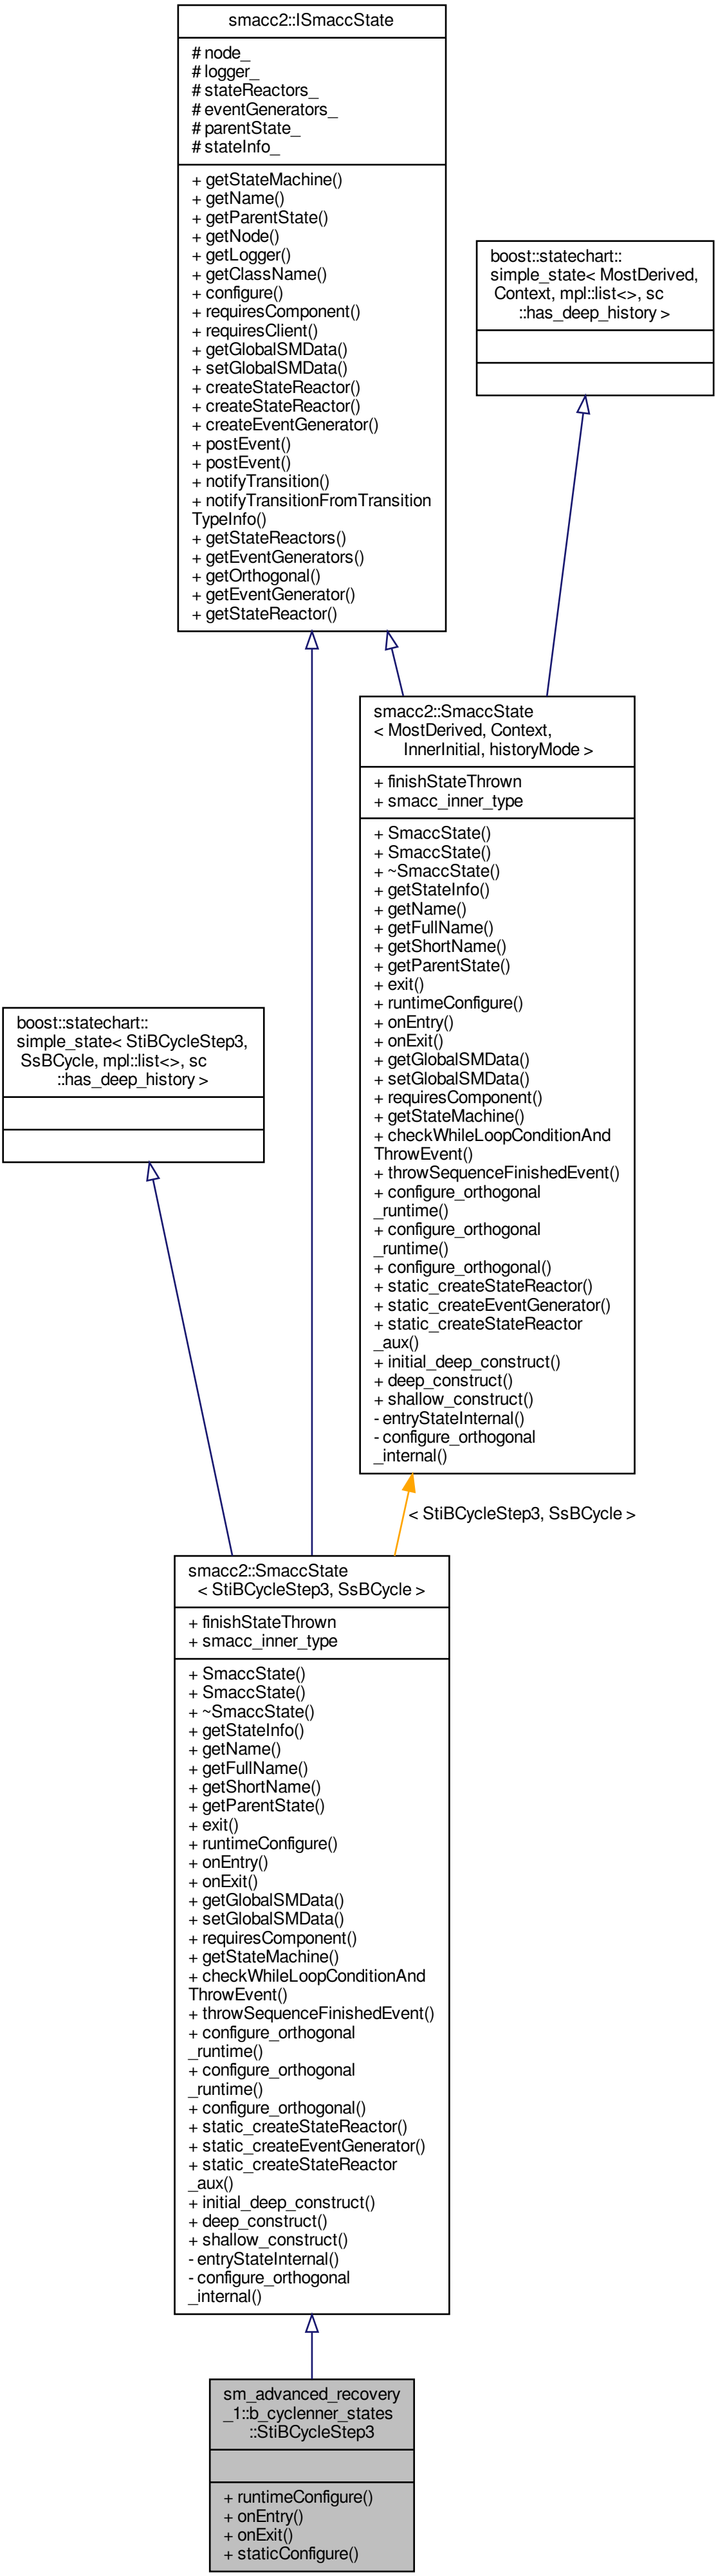 smacc2::ISmaccState
# node_
# logger_
# stateReactors_
# eventGenerators_
# parentState_
# stateInfo_
+ getStateMachine()
+ getName()
+ getParentState()
+ getNode()
+ getLogger()
+ getClassName()
+ configure()
+ requiresComponent()
+ requiresClient()
+ getGlobalSMData()
+ setGlobalSMData()
+ createStateReactor()
+ createStateReactor()
+ createEventGenerator()
+ postEvent()
+ postEvent()
+ notifyTransition()
+ notifyTransitionFromTransition
TypeInfo()
+ getStateReactors()
+ getEventGenerators()
+ getOrthogonal()
+ getEventGenerator()
+ getStateReactor()
boost::statechart::
simple_state< MostDerived,
Context, mpl::list<>, sc
::has_deep_history >
smacc2::SmaccState
< MostDerived, Context,
InnerInitial, historyMode >
+ finishStateThrown
+ smacc_inner_type
+ SmaccState()
+ SmaccState()
+ ~SmaccState()
+ getStateInfo()
+ getName()
+ getFullName()
+ getShortName()
+ getParentState()
+ exit()
+ runtimeConfigure()
+ onEntry()
+ onExit()
+ getGlobalSMData()
+ setGlobalSMData()
+ requiresComponent()
+ getStateMachine()
+ checkWhileLoopConditionAnd
ThrowEvent()
+ throwSequenceFinishedEvent()
+ configure_orthogonal
_runtime()
+ configure_orthogonal
_runtime()
+ configure_orthogonal()
+ static_createStateReactor()
+ static_createEventGenerator()
+ static_createStateReactor
_aux()
+ initial_deep_construct()
+ deep_construct()
+ shallow_construct()
- entryStateInternal()
- configure_orthogonal
_internal()
boost::statechart::
simple_state< StiBCycleStep3,
SsBCycle, mpl::list<>, sc
::has_deep_history >
< StiBCycleStep3, SsBCycle >
smacc2::SmaccState
< StiBCycleStep3, SsBCycle >
+ finishStateThrown
+ smacc_inner_type
+ SmaccState()
+ SmaccState()
+ ~SmaccState()
+ getStateInfo()
+ getName()
+ getFullName()
+ getShortName()
+ getParentState()
+ exit()
+ runtimeConfigure()
+ onEntry()
+ onExit()
+ getGlobalSMData()
+ setGlobalSMData()
+ requiresComponent()
+ getStateMachine()
+ checkWhileLoopConditionAnd
ThrowEvent()
+ throwSequenceFinishedEvent()
+ configure_orthogonal
_runtime()
+ configure_orthogonal
_runtime()
+ configure_orthogonal()
+ static_createStateReactor()
+ static_createEventGenerator()
+ static_createStateReactor
_aux()
+ initial_deep_construct()
+ deep_construct()
+ shallow_construct()
- entryStateInternal()
- configure_orthogonal
_internal()
sm_advanced_recovery
_1::b_cyclenner_states
::StiBCycleStep3
+ runtimeConfigure()
+ onEntry()
+ onExit()
+ staticConfigure()